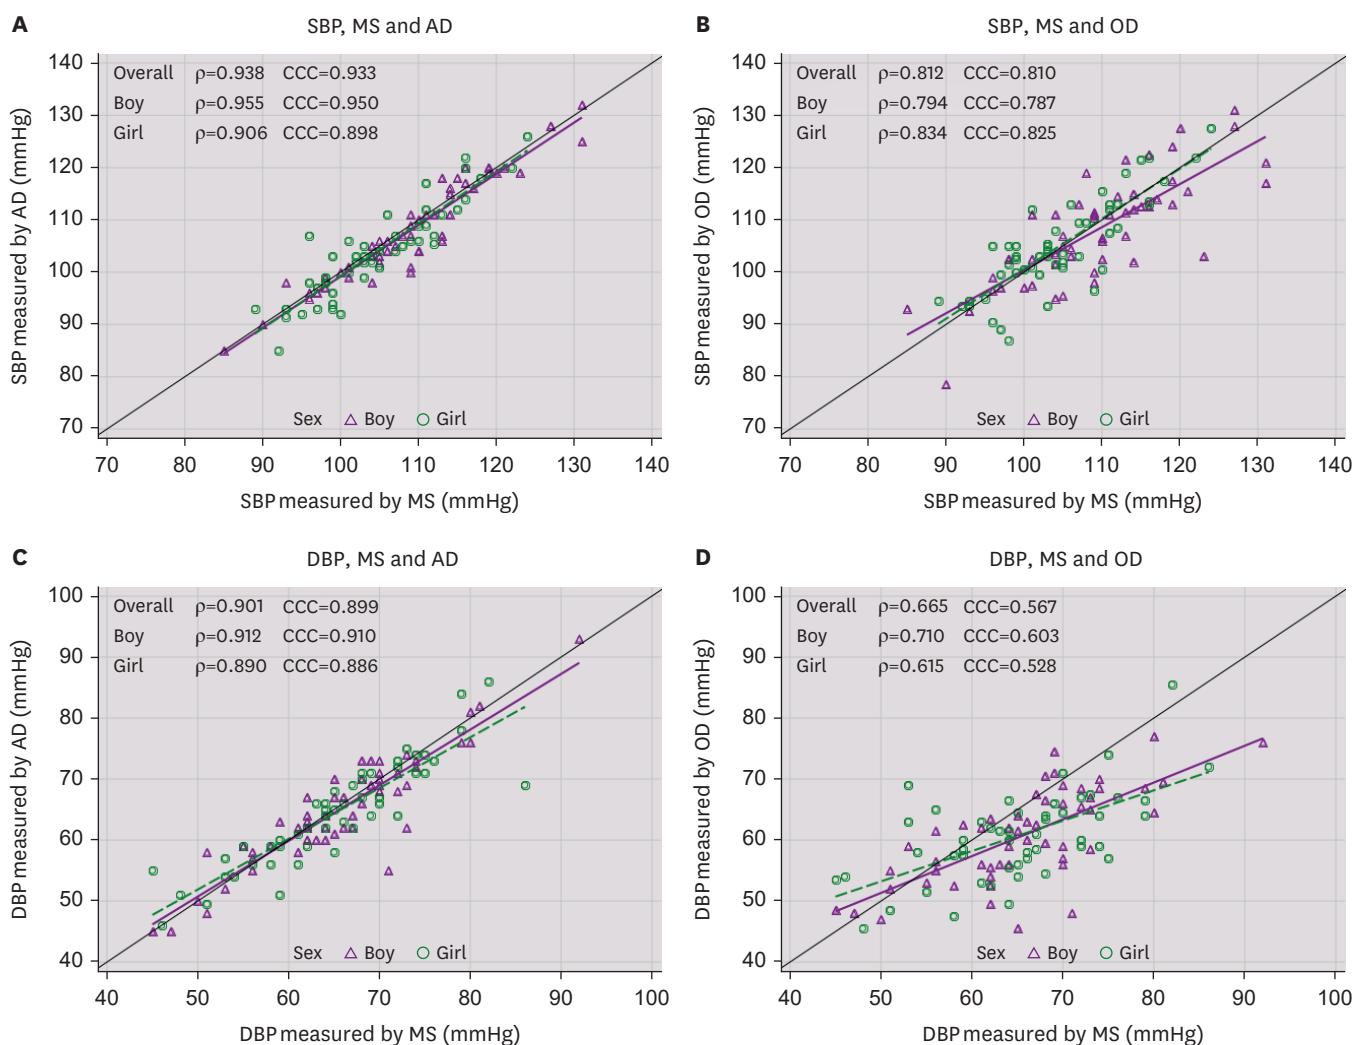 A
SBP, MS and AD
SBP measured by AD (mmHg)
140
130
120
110
100
90
80
70
Overall ρ=0.938 CCC=0.933
Boy ρ=0.955 CCC=0.950
Girl ρ=0.906 CCC=0.898
Sex Boy Girl
70 80 90 100 110 120 130 140
SBP measured by MS (mmHg)
B
SBP, MS and OD
SBP measured by OD (mmHg)
140
130
120
110
100
90
80
70
Overall ρ=0.812 CCC=0.810
Boy ρ=0.794 CCC=0.787
Girl ρ=0.834 CCC=0.825
Sex Boy Girl
70 80 90 100 110 120 130 140
SBP measured by MS (mmHg)
C
DBP, MS and AD
DBP measured by AD (mmHg)
100
90
80
70
60
50
40
Overall ρ=0.901 CCC=0.899
Boy ρ=0.912 CCC=0.910
Girl ρ=0.890 CCC=0.886
Sex Boy Girl
40 50 60 70 80 90 100
DBP measured by MS (mmHg)
D
DBP, MS and OD
DBP measured by OD (mmHg)
100
90
80
70
60
50
40
Overall ρ=0.665 CCC=0.567
Boy ρ=0.710 CCC=0.603
Girl ρ=0.615 CCC=0.528
Sex Boy Girl
40 50 60 70 80 90 100
DBP measured by MS (mmHg)